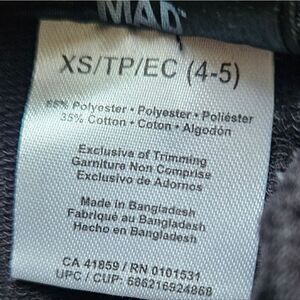 MAD
XS/TP/EC (4-5)
65% Polyester • Polyester • Poliéster
35% Cotton • Coton • Algodón
Exclusive of Trimming
Garniture Non Comprise
Exclusivo de Adornos
Made in Bangladesh
Fabriqué au Bangladesh
Hecho en Bangladesh
CA 41859 / RN 0101531
UPC / CUP: 686216924868